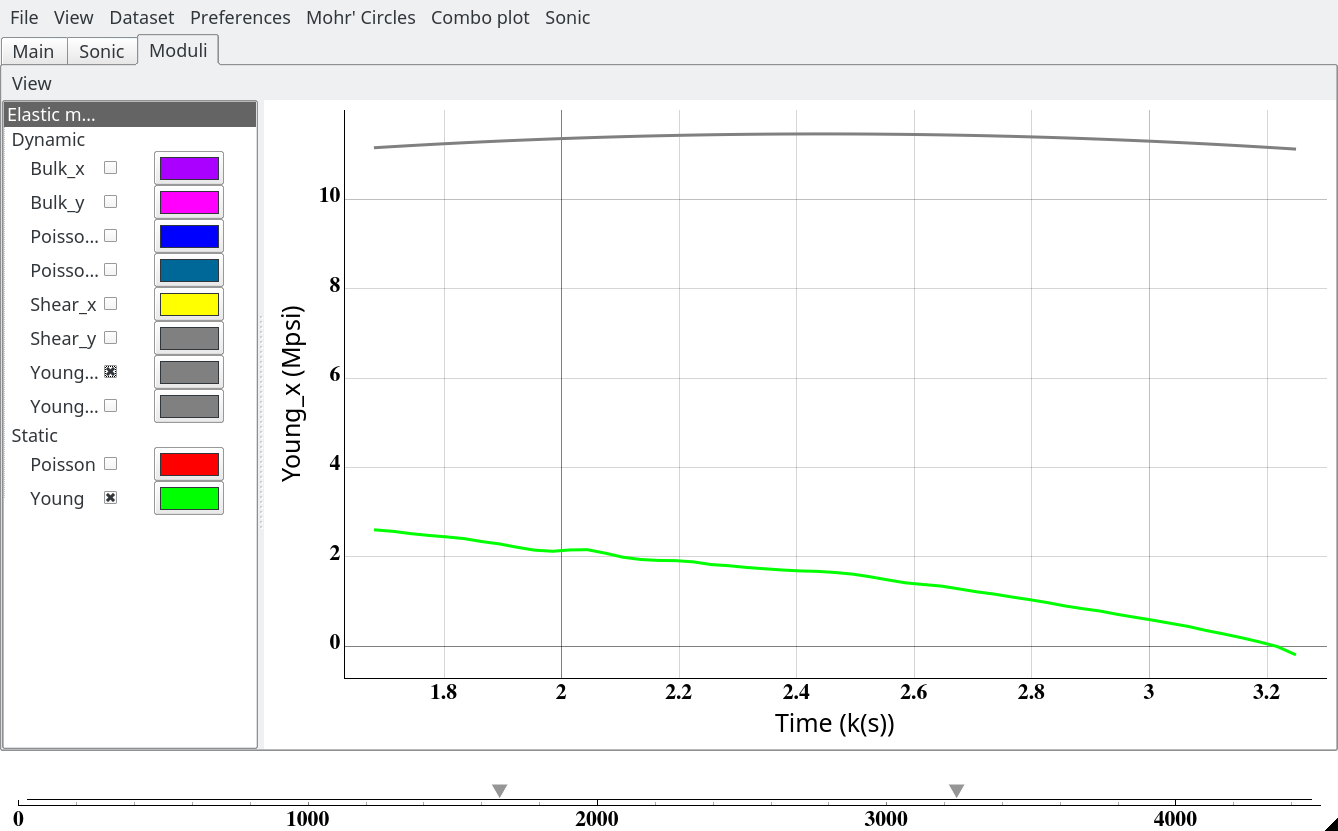 File View Dataset Preferences Mohr' Circles Combo plot Sonic
Main Sonic Moduli
View
Elastic m...
Dynamic
Bulk_x
Bulk_y
Poisso...
Poisso...
Shear_x
Shear_y
Young...
Young...
Static
Poisson
Young
Young_x (Mpsi)
10
8
6
4
2
0
1.8 2 2.2 2.4 2.6 2.8 3 3.2
Time (k(s))
0 1000 2000 3000 4000